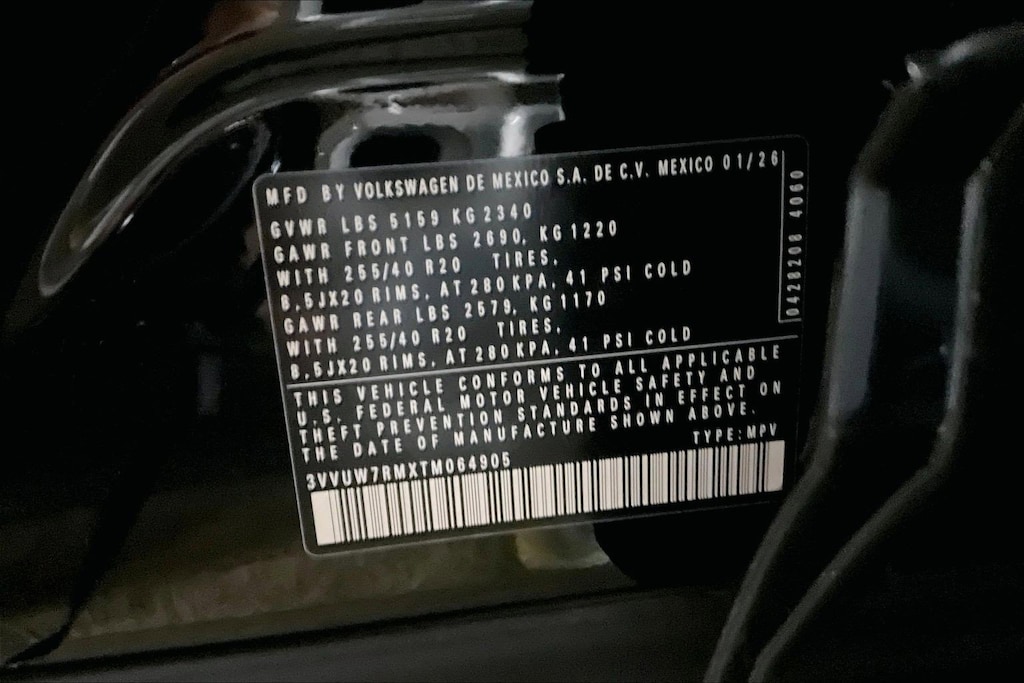 MFD BY VOLKSWAGEN DE MEXICO S.A. DE C.V. MEXICO 01/26
GVWR LBS 5159 KG 2340
GAWR FRONT LBS 2690, KG 1220
WITH 255/40 R20 TIRES,
8,5JX20 RIMS, AT 280 KPA, 41 PSI COLD
GAWR REAR LBS 2579, KG 1170
WITH 255/40 R20 TIRES,
8,5JX20 RIMS, AT 280 KPA, 41 PSI COLD
0428208 4060
THIS VEHICLE CONFORMS TO ALL APPLICABLE
U.S. FEDERAL MOTOR VEHICLE SAFETY AND
THEFT PREVENTION STANDARDS IN EFFECT ON
THE DATE OF MANUFACTURE SHOWN ABOVE.
TYPE: MPV
3VVUW7RMXTM064905